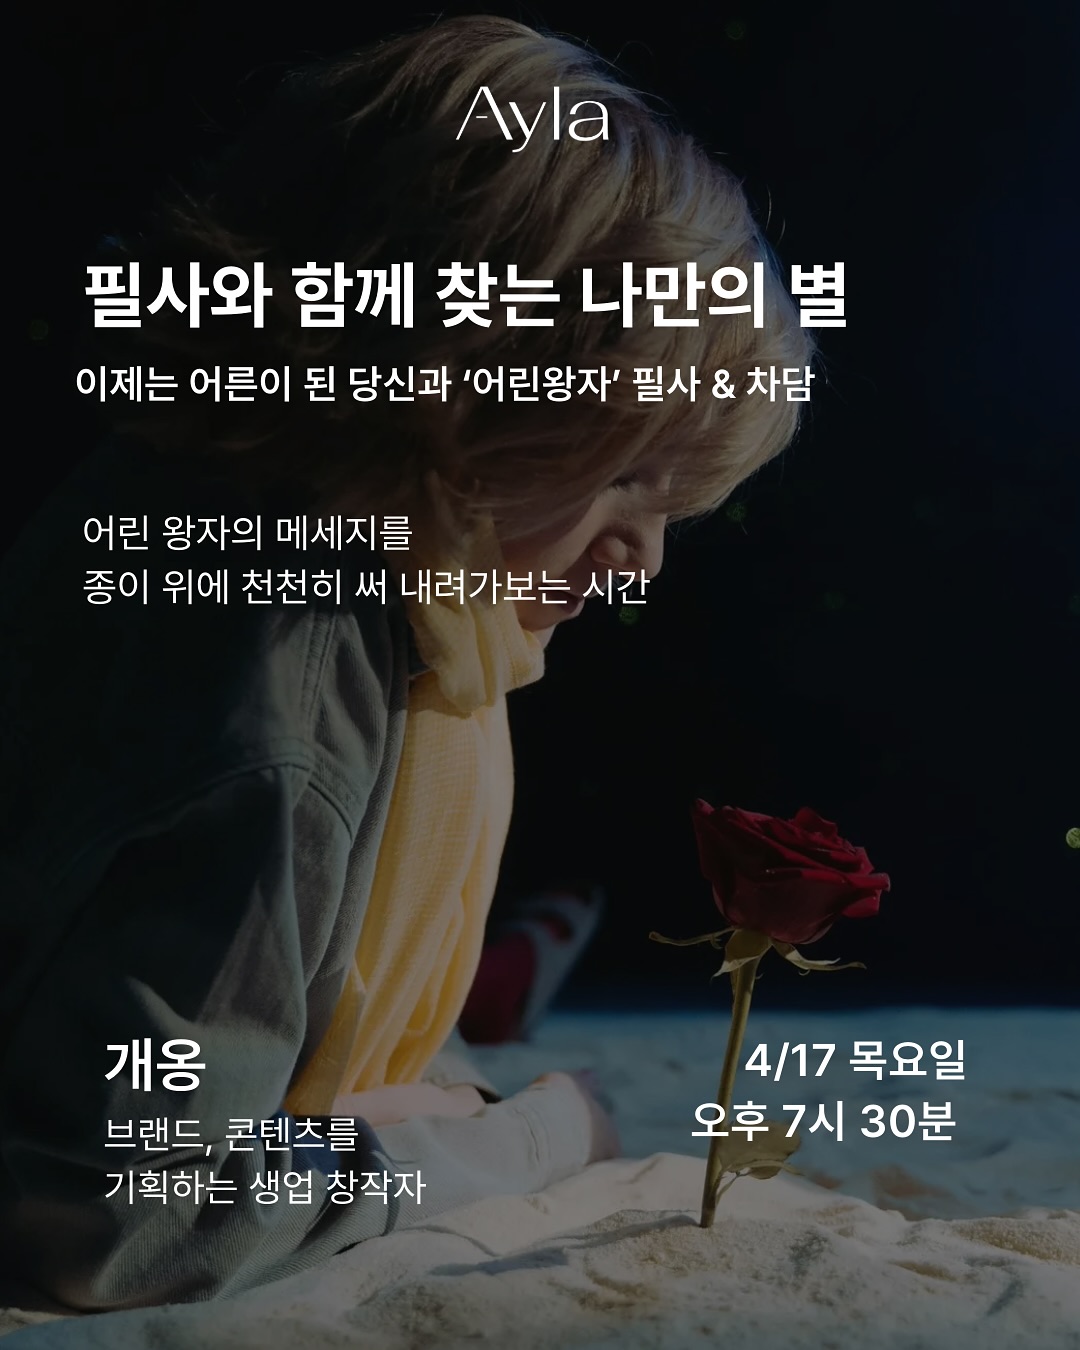 Ayla
필사와 함께 찾는 나만의 별
이제는 어른이 된 당신과 ‘어린왕자’ 필사 & 차담
어린 왕자의 메세지를
종이 위에 천천히 써 내려가보는 시간
개옹
브랜드, 콘텐츠를
기획하는 생업 창작자
4/17 목요일
오후 7시 30분